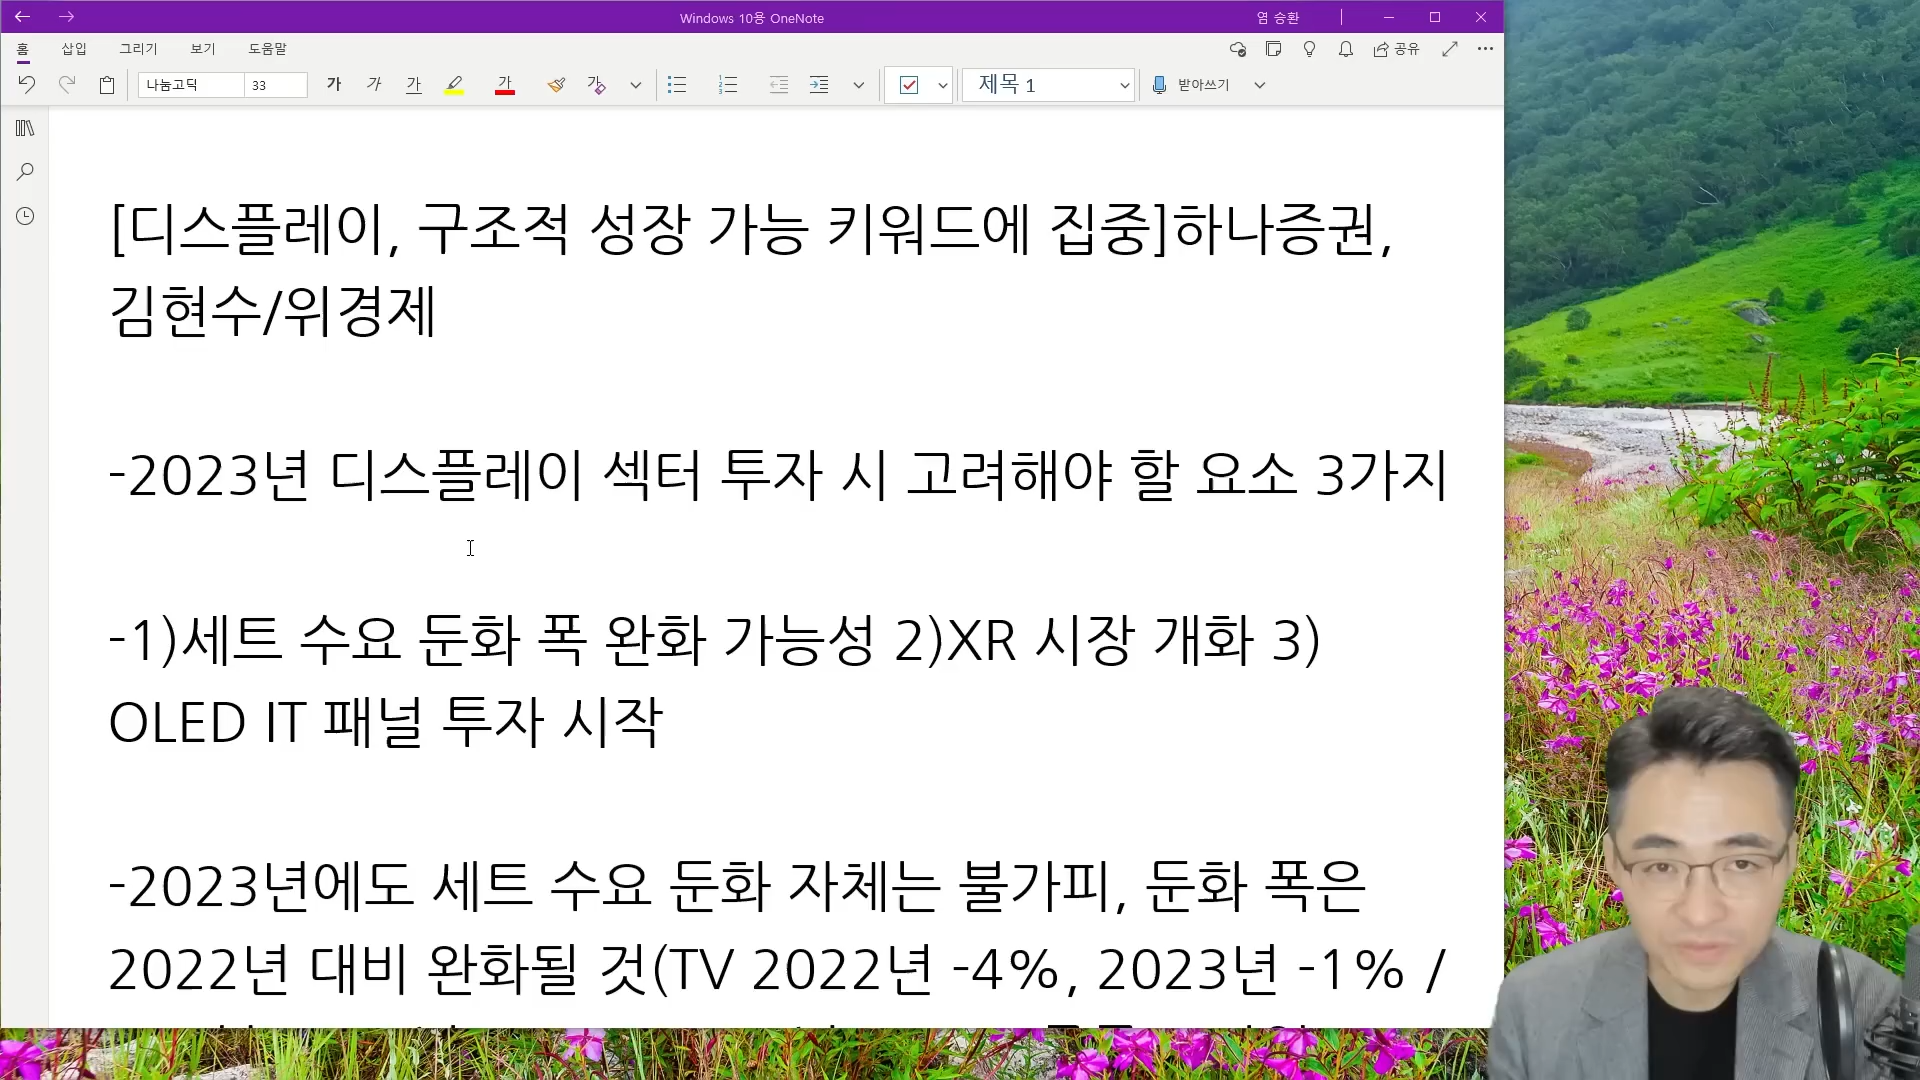 Windows 10용 OneNote
염 승환
홈 삽입 그리기 보기 도움말
공유
나눔고딕 33 가 가 가 가 제목 1 받아쓰기
[디스플레이, 구조적 성장 가능 키워드에 집중]하나증권,
김현수/위경제
-2023년 디스플레이 섹터 투자 시 고려해야 할 요소 3가지
-1)세트 수요 둔화 폭 완화 가능성 2)XR 시장 개화 3)
OLED IT 패널 투자 시작
-2023년에도 세트 수요 둔화 자체는 불가피, 둔화 폭은
2022년 대비 완화될 것(TV 2022년 -4%, 2023년 -1% /